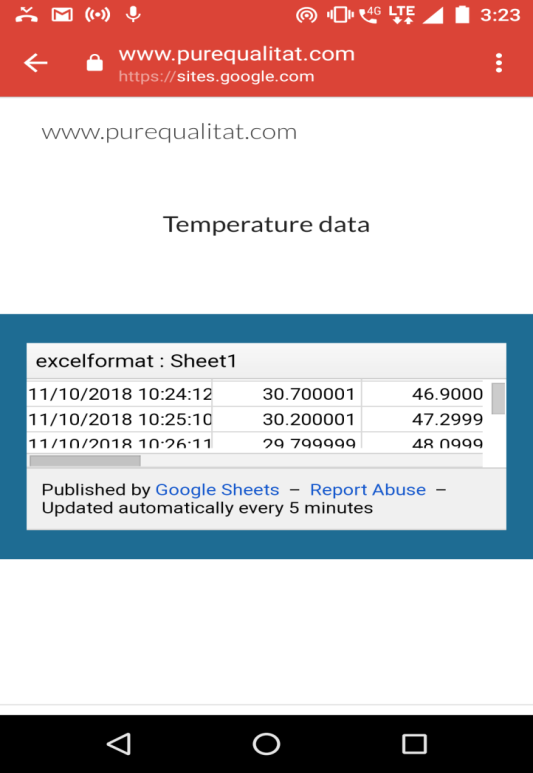 4G LTE 3:23
www.purequalitat.com
https://sites.google.com
www.purequalitat.com
Temperature data
excelformat : Sheet1
11/10/2018 10:24:12 30.700001 46.9000
11/10/2018 10:25:10 30.200001 47.2999
11/10/2018 10:26:11 29.799999 48.0999
Published by Google Sheets – Report Abuse –
Updated automatically every 5 minutes